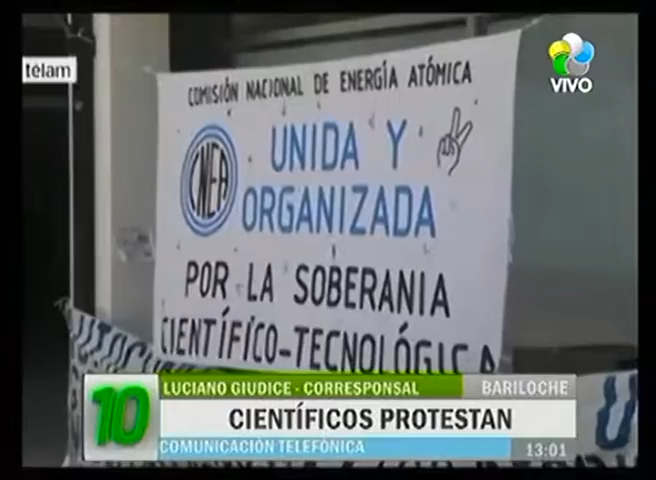 télam
VIVO
COMISIÓN NACIONAL DE ENERGÍA ATÓMICA
CNEA
UNIDA Y
ORGANIZADA
POR LA SOBERANIA
CIENTÍFICO-TECNOLÓGICA
10
LUCIANO GIUDICE - CORRESPONSAL
BARILOCHE
CIENTÍFICOS PROTESTAN
COMUNICACIÓN TELEFÓNICA
13:01